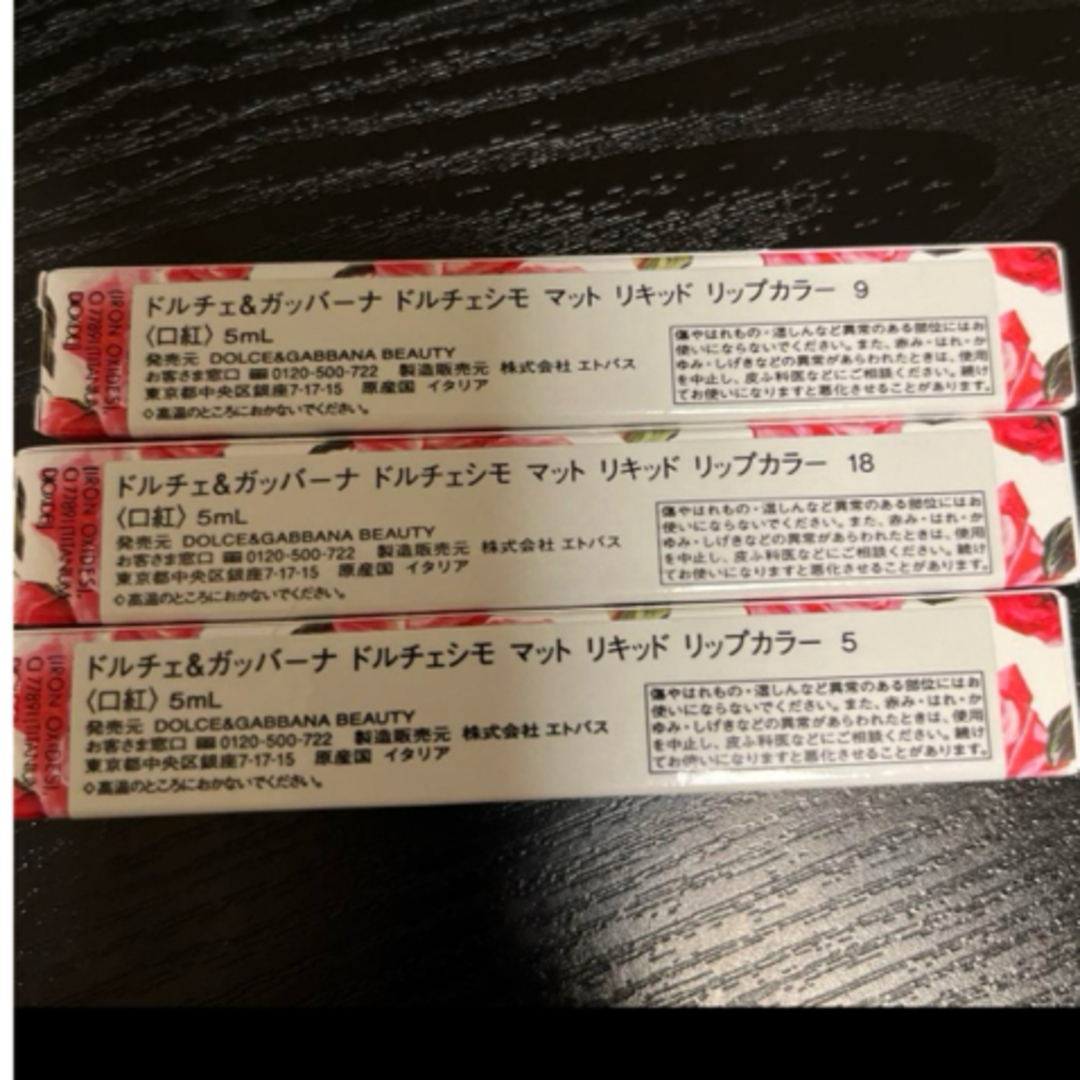 ドルチェ&ガッバーナ ドルチェシモ マット リキッド リップカラー 9
〈口紅〉5mL
発売元 DOLCE&GABBANA BEAUTY
お客さま窓口 0120-500-722 製造販売元 株式会社 エトバス
東京都中央区銀座7-17-15 原産国 イタリア
◇高温のところにおかないでください。
傷やはれもの・湿しんなど異常のある部位にはお
使いにならないでください。また、赤み・はれ・か
ゆみ・しげきなどの異常があらわれたときは、使用
を中止し、皮ふ科医などにご相談ください。続け
てお使いになりますと悪化させることがあります。
(IRON OXIDES),
CI 77891 (TITANIUM
ドルチェ&ガッバーナ ドルチェシモ マット リキッド リップカラー 18
〈口紅〉5mL
発売元 DOLCE&GABBANA BEAUTY
お客さま窓口 0120-500-722 製造販売元 株式会社 エトバス
東京都中央区銀座7-17-15 原産国 イタリア
◇高温のところにおかないでください。
傷やはれもの・湿しんなど異常のある部位にはお
使いにならないでください。また、赤み・はれ・か
ゆみ・しげきなどの異常があらわれたときは、使用
を中止し、皮ふ科医などにご相談ください。続け
てお使いになりますと悪化させることがあります。
(IRON OXIDES),
CI 77891 (TITANIUM
ドルチェ&ガッバーナ ドルチェシモ マット リキッド リップカラー 5
〈口紅〉5mL
発売元 DOLCE&GABBANA BEAUTY
お客さま窓口 0120-500-722 製造販売元 株式会社 エトバス
東京都中央区銀座7-17-15 原産国 イタリア
◇高温のところにおかないでください。
傷やはれもの・湿しんなど異常のある部位にはお
使いにならないでください。また、赤み・はれ・か
ゆみ・しげきなどの異常があらわれたときは、使用
を中止し、皮ふ科医などにご相談ください。続け
てお使いになりますと悪化させることがあります。
(IRON OXIDES),
CI 77891 (TITANIUM